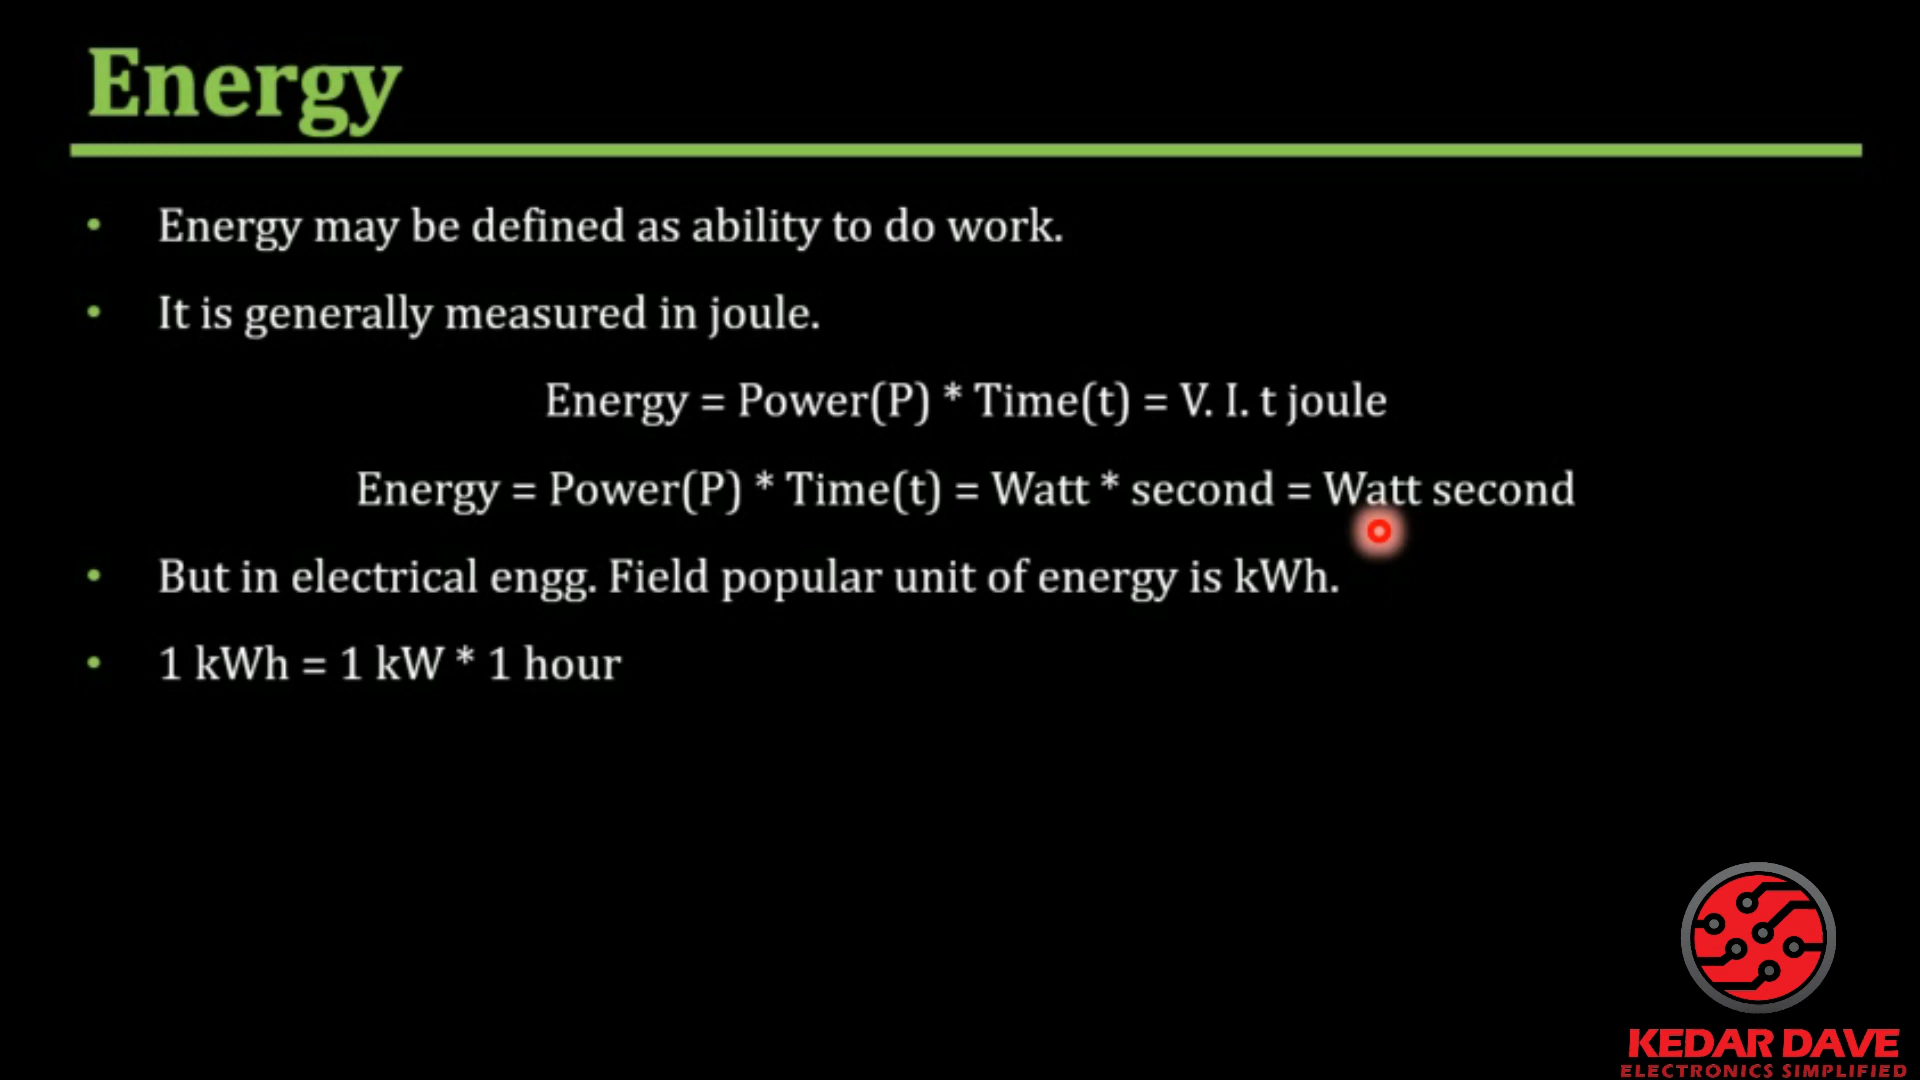 Energy
• Energy may be defined as ability to do work.
• It is generally measured in joule.
Energy = Power(P) * Time(t) = V. I. t joule
Energy = Power(P) * Time(t) = Watt * second = Watt second
• But in electrical engg. Field popular unit of energy is kWh.
• 1 kWh = 1 kW * 1 hour
KEDAR DAVE
ELECTRONICS SIMPLIFIED